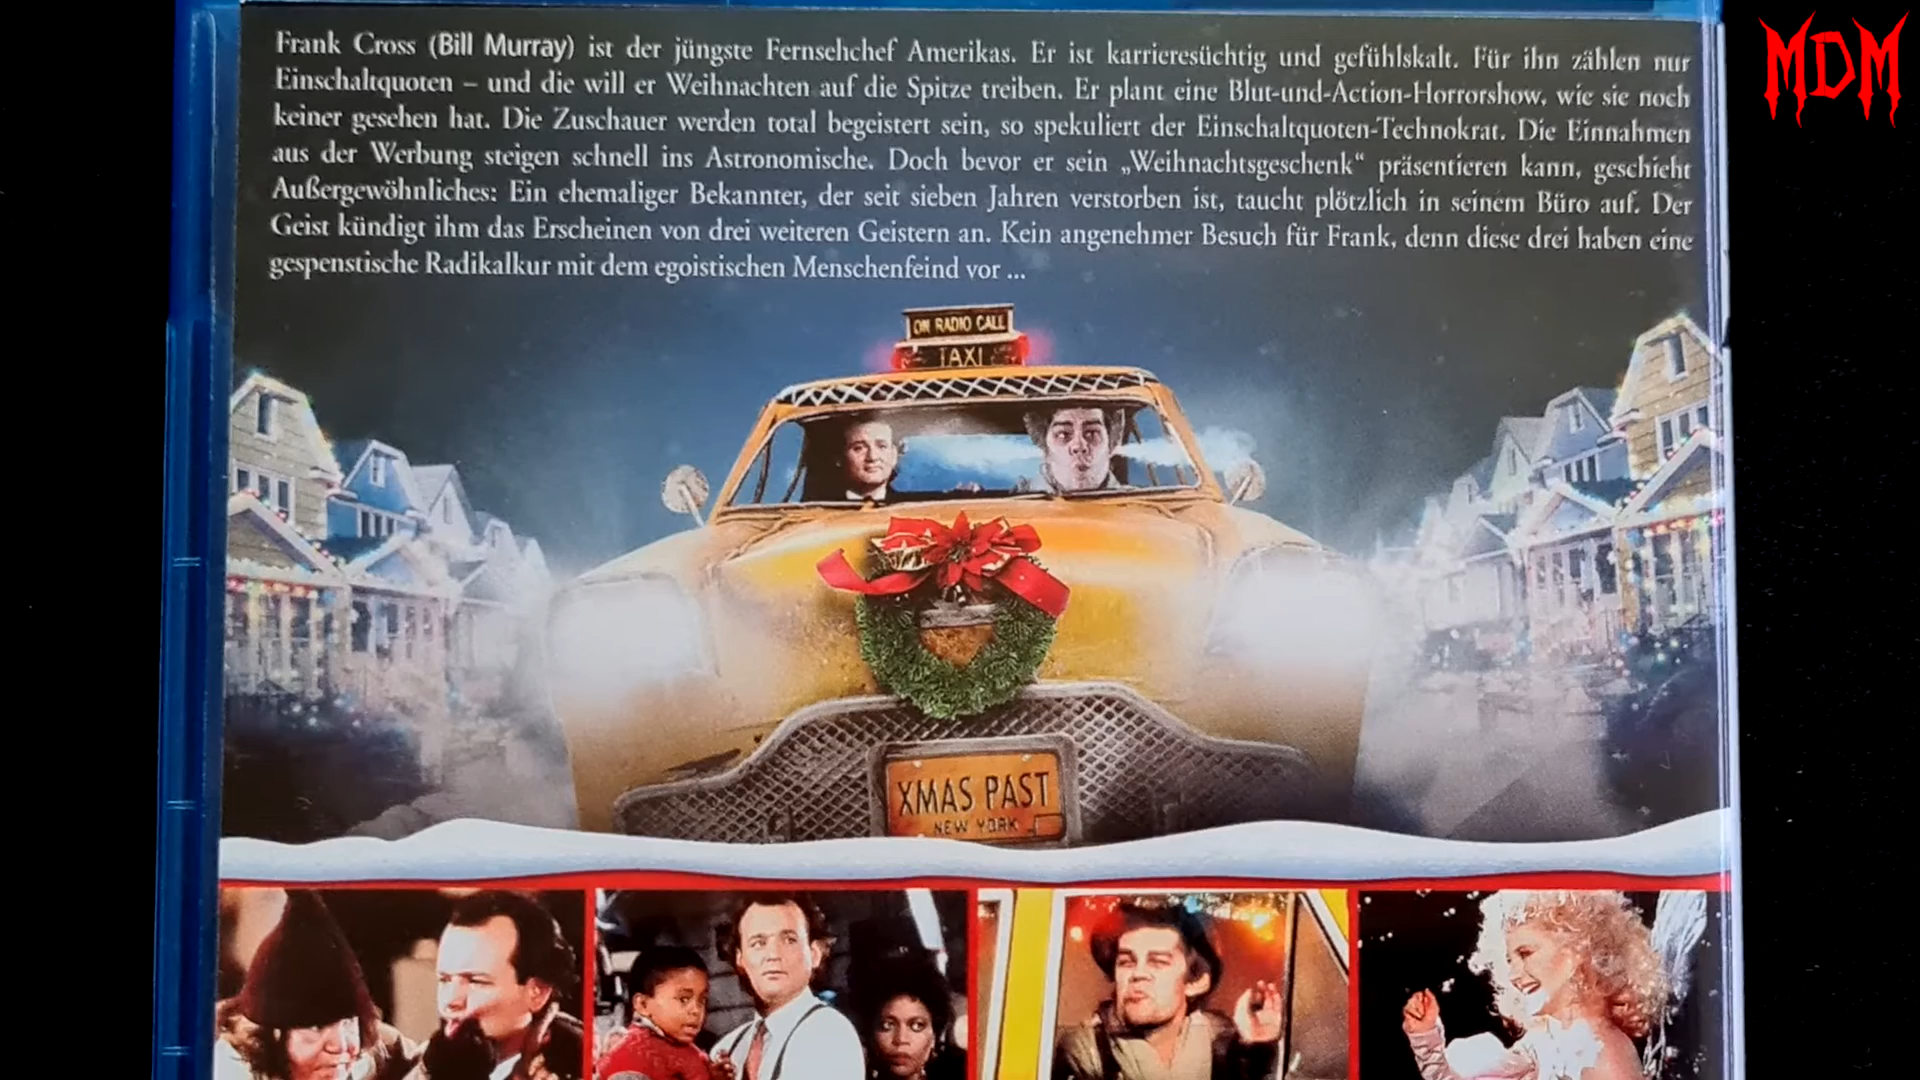 Frank Cross (Bill Murray) ist der jüngste Fernsehchef Amerikas. Er ist karrieresüchtig und gefühlskalt. Für ihn zählen nur
Einschaltquoten – und die will er Weihnachten auf die Spitze treiben. Er plant eine Blut-und-Action-Horrorshow, wie sie noch
keiner gesehen hat. Die Zuschauer werden total begeistert sein, so spekuliert der Einschaltquoten-Technokrat. Die Einnahmen
aus der Werbung steigen schnell ins Astronomische. Doch bevor er sein „Weihnachtsgeschenk“ präsentieren kann, geschieht
Außergewöhnliches: Ein ehemaliger Bekannter, der seit sieben Jahren verstorben ist, taucht plötzlich in seinem Büro auf. Der
Geist kündigt ihm das Erscheinen von drei weiteren Geistern an. Kein angenehmer Besuch für Frank, denn diese drei haben eine
gespenstische Radikalkur mit dem egoistischen Menschenfeind vor ...
MDM
ON RADIO CALL
TAXI
XMAS PAST
NEW YORK